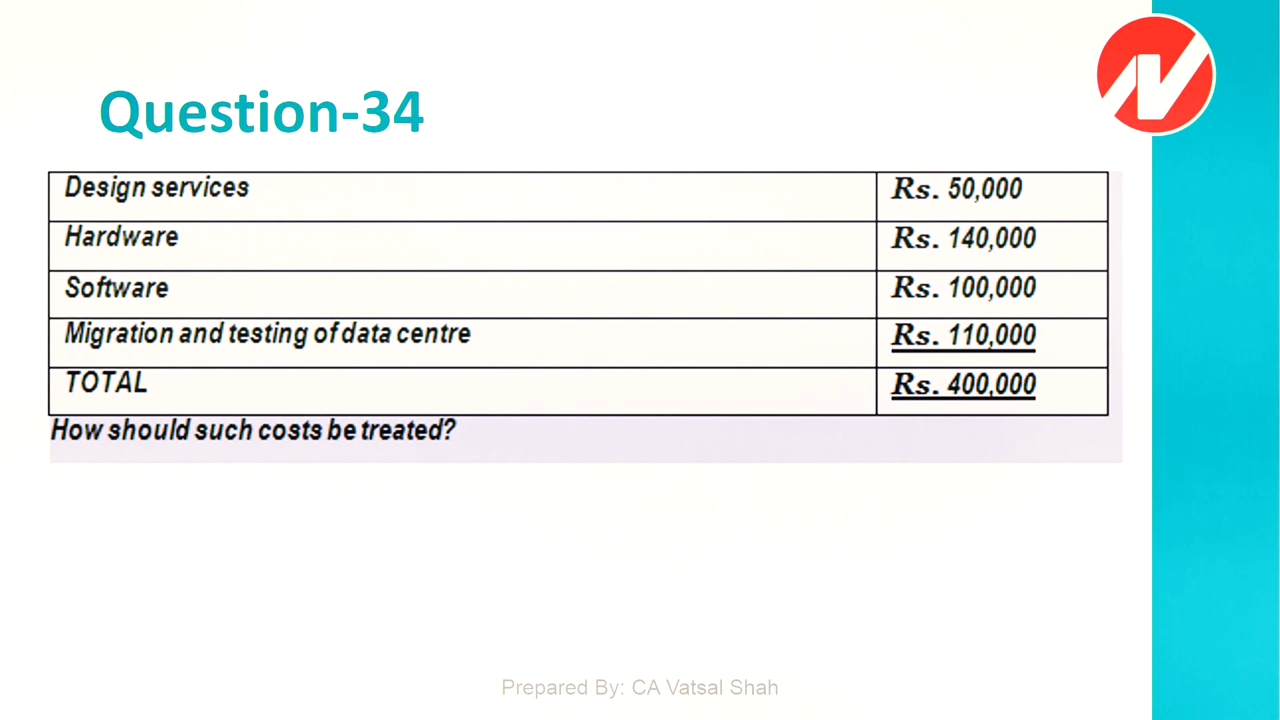 Question-34
Design services Rs. 50,000
Hardware Rs. 140,000
Software Rs. 100,000
Migration and testing of data centre Rs. 110,000
TOTAL Rs. 400,000
How should such costs be treated?
Prepared By: CA Vatsal Shah